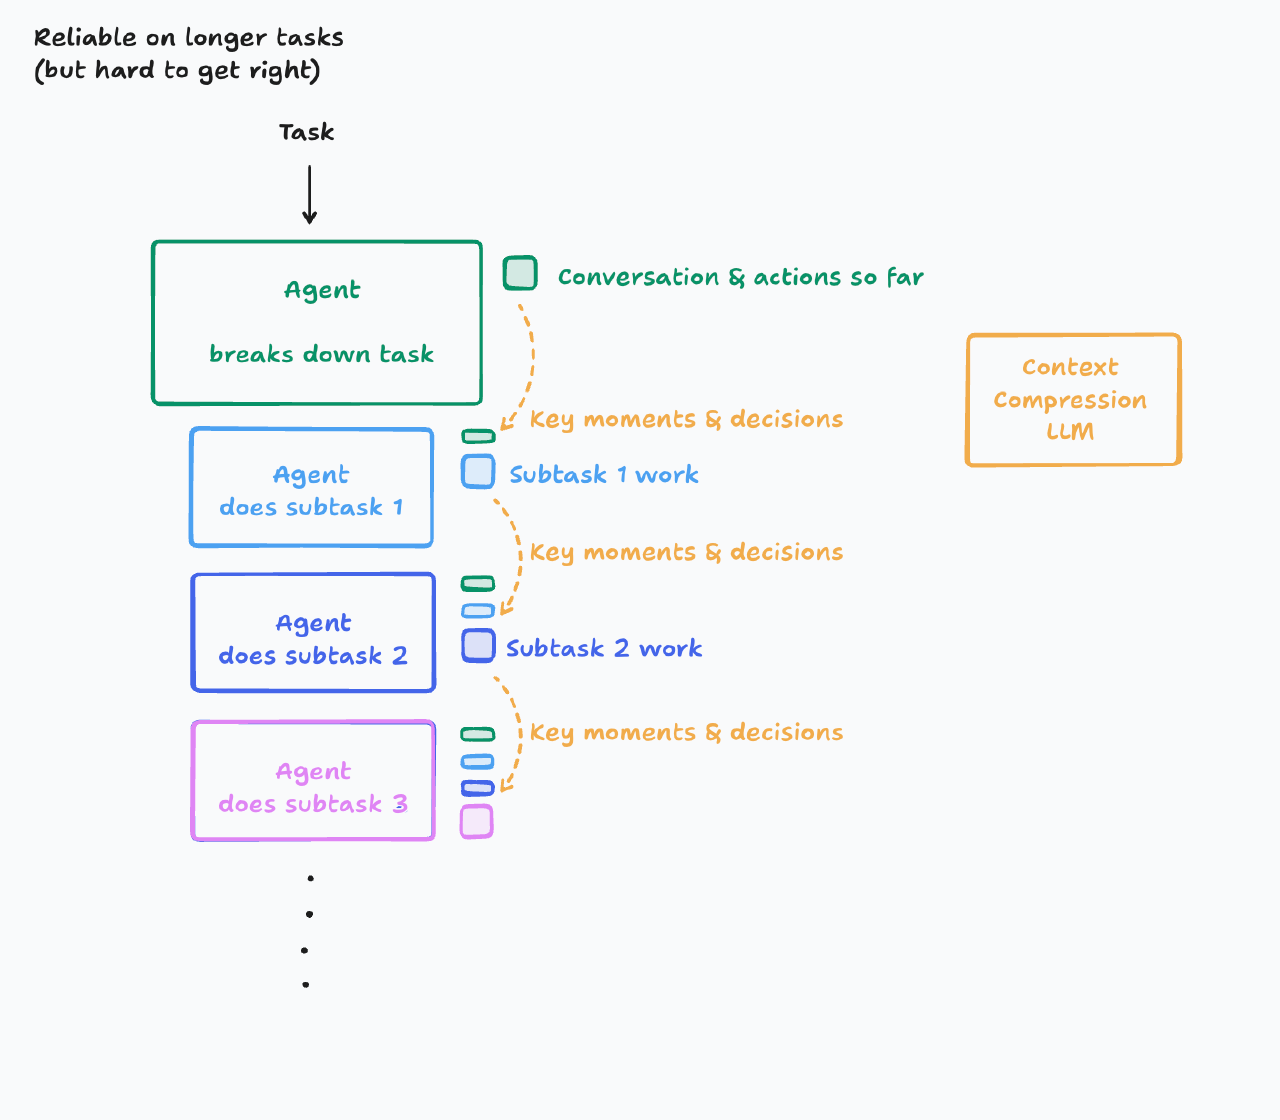 Reliable on longer tasks
(but hard to get right)
Task
Agent
breaks down task
Conversation & actions so far
Context
Compression
LLM
Key moments & decisions
Agent
does subtask 1
Subtask 1 work
Key moments & decisions
Agent
does subtask 2
Subtask 2 work
Key moments & decisions
Agent
does subtask 3